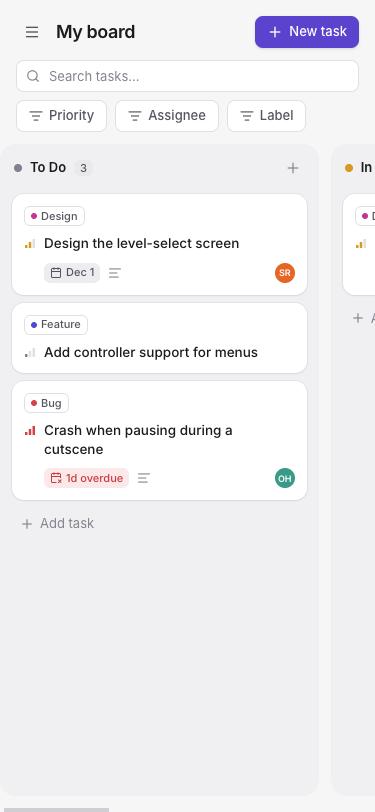 My board
New task
Search tasks...
Priority
Assignee
Label
To Do 3
Design
Design the level-select screen
Dec 1
SR
Feature
Add controller support for menus
Bug
Crash when pausing during a
cutscene
1d overdue
OH
Add task
In